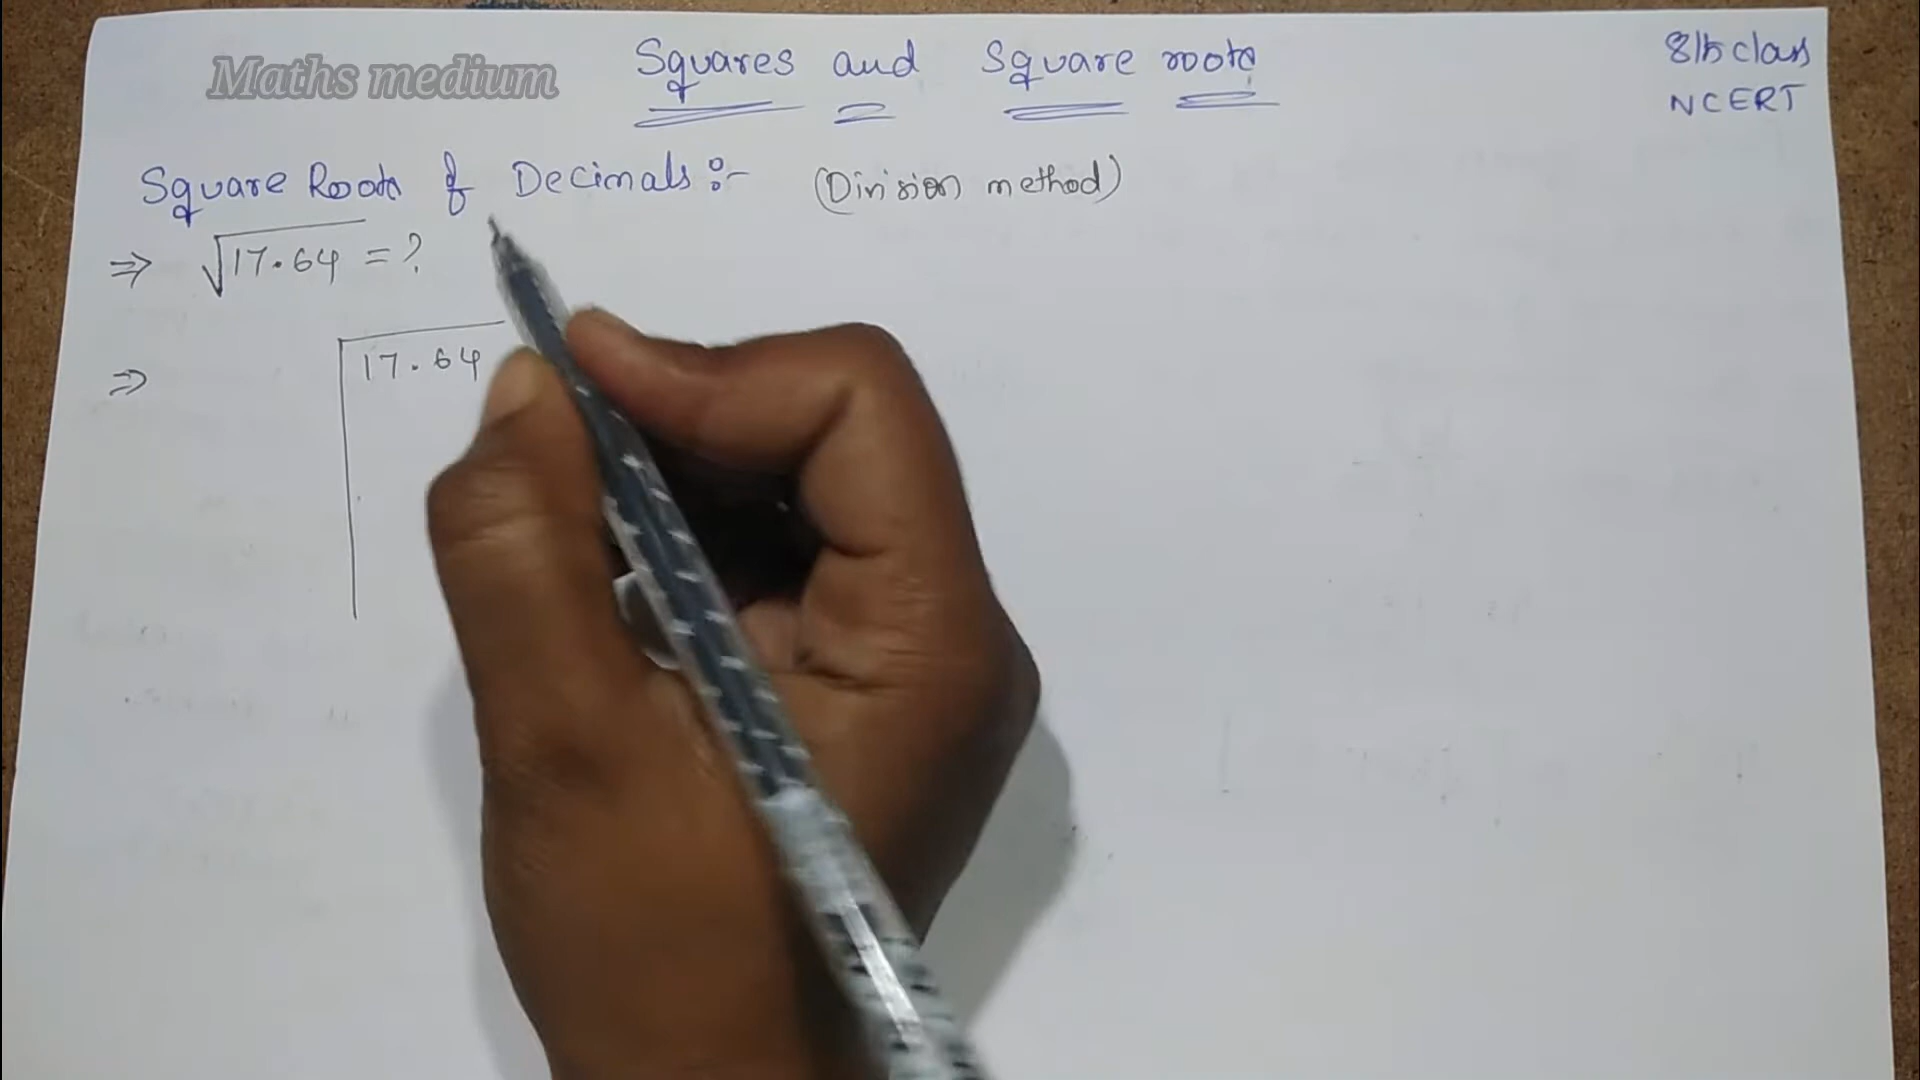 Maths medium
Squares and Square roots
8th class
NCERT
Square Roots of Decimals :- (Division method)
⇒ √17.64 = ?
⇒ 17.64